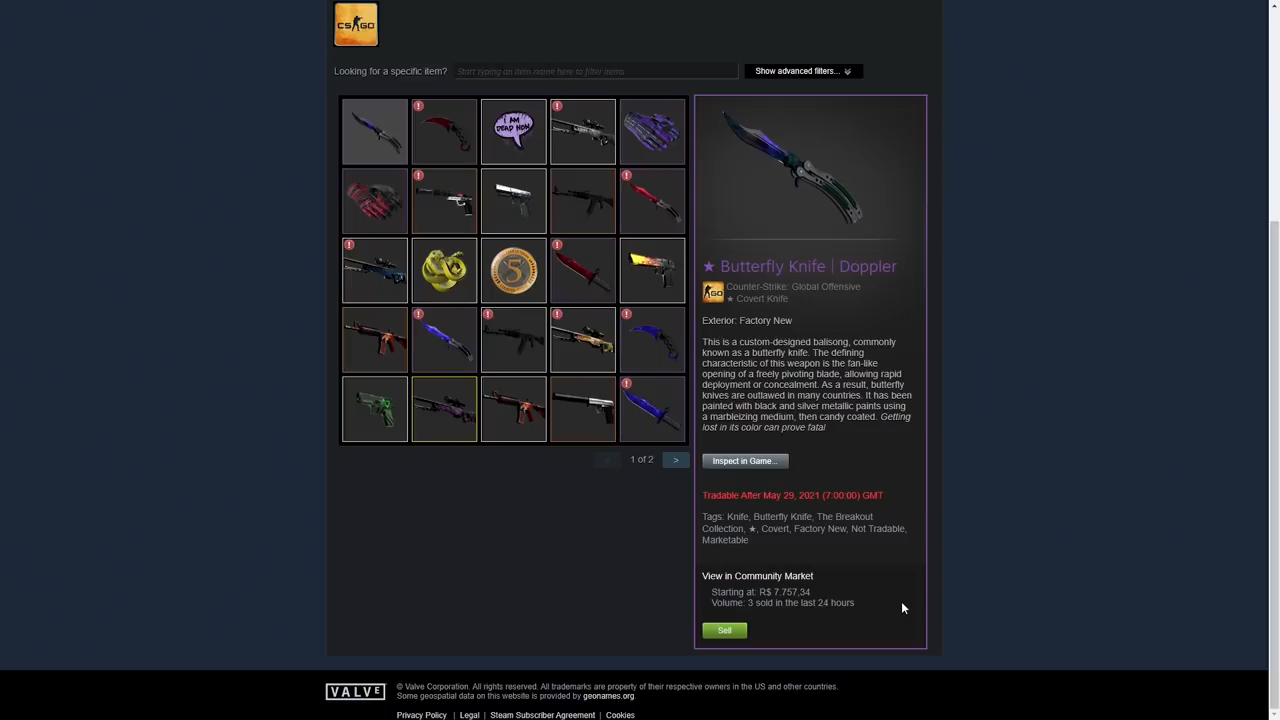 CS GO
Looking for a specific item?
Start typing an item name here to filter items
Show advanced filters...
I AM
DEAD NOW
5
1 of 2
>
★ Butterfly Knife | Doppler
GO
Counter-Strike: Global Offensive
★ Covert Knife
Exterior: Factory New
This is a custom-designed balisong, commonly
known as a butterfly knife. The defining
characteristic of this weapon is the fan-like
opening of a freely pivoting blade, allowing rapid
deployment or concealment. As a result, butterfly
knives are outlawed in many countries. It has been
painted with black and silver metallic paints using
a marbleizing medium, then candy coated. Getting
lost in its color can prove fatal
Inspect in Game...
Tradable After May 29, 2021 (7:00:00) GMT
Tags: Knife, Butterfly Knife, The Breakout
Collection, ★, Covert, Factory New, Not Tradable,
Marketable
View in Community Market
Starting at: R$ 7.757,34
Volume: 3 sold in the last 24 hours
Sell
VALVE
© Valve Corporation. All rights reserved. All trademarks are property of their respective owners in the US and other countries.
Some geospatial data on this website is provided by geonames.org.
Privacy Policy | Legal | Steam Subscriber Agreement | Cookies